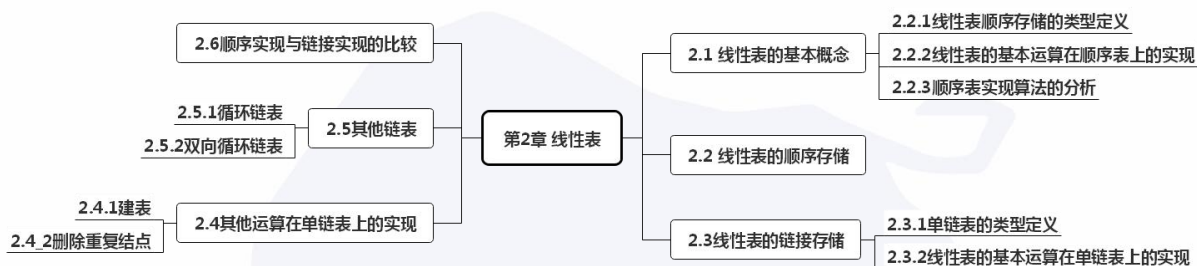 第2章 线性表
2.1 线性表的基本概念
2.2.1线性表顺序存储的类型定义
2.2.2线性表的基本运算在顺序表上的实现
2.2.3顺序表实现算法的分析
2.2 线性表的顺序存储
2.3线性表的链接存储
2.3.1单链表的类型定义
2.3.2线性表的基本运算在单链表上的实现
2.4其他运算在单链表上的实现
2.4.1建表
2.4_2删除重复结点
2.5其他链表
2.5.1循环链表
2.5.2双向循环链表
2.6顺序实现与链接实现的比较